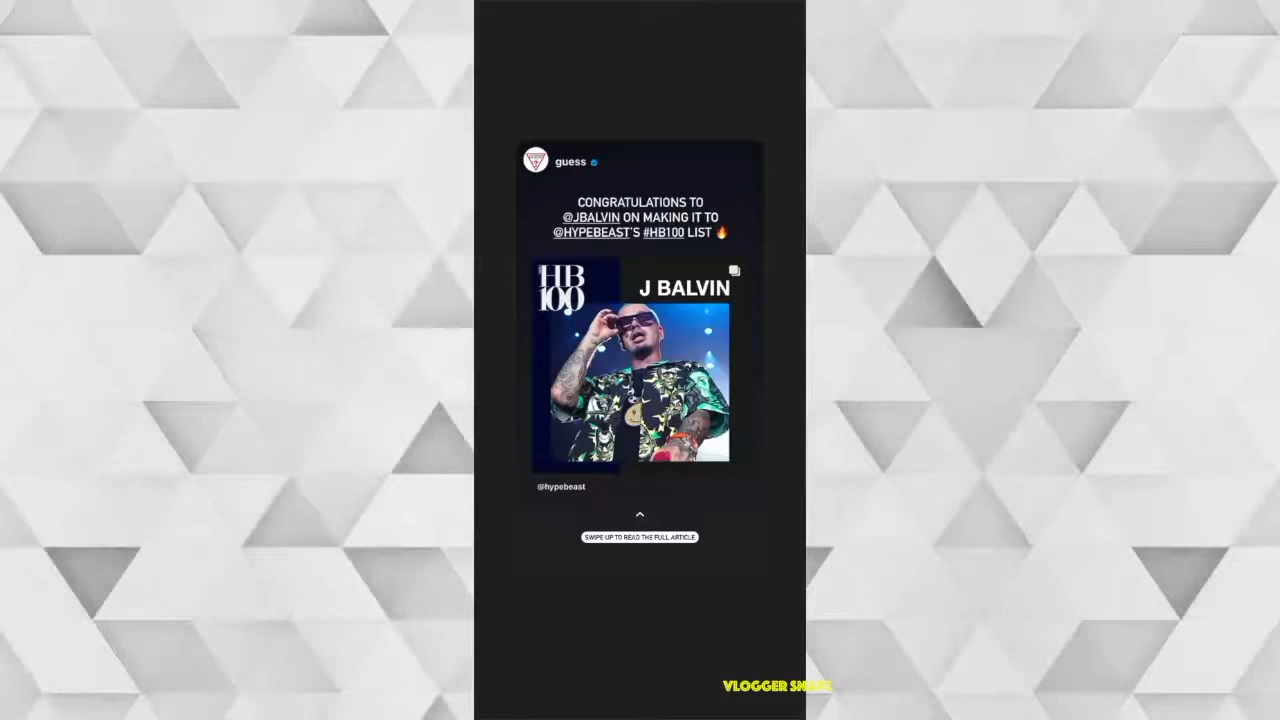 guess
CONGRATULATIONS TO
@JBALVIN ON MAKING IT TO
@HYPEBEAST'S #HB100 LIST 🔥
HB
100
J BALVIN
@hypebeast
SWIPE UP TO READ THE FULL ARTICLE
VLOGGER